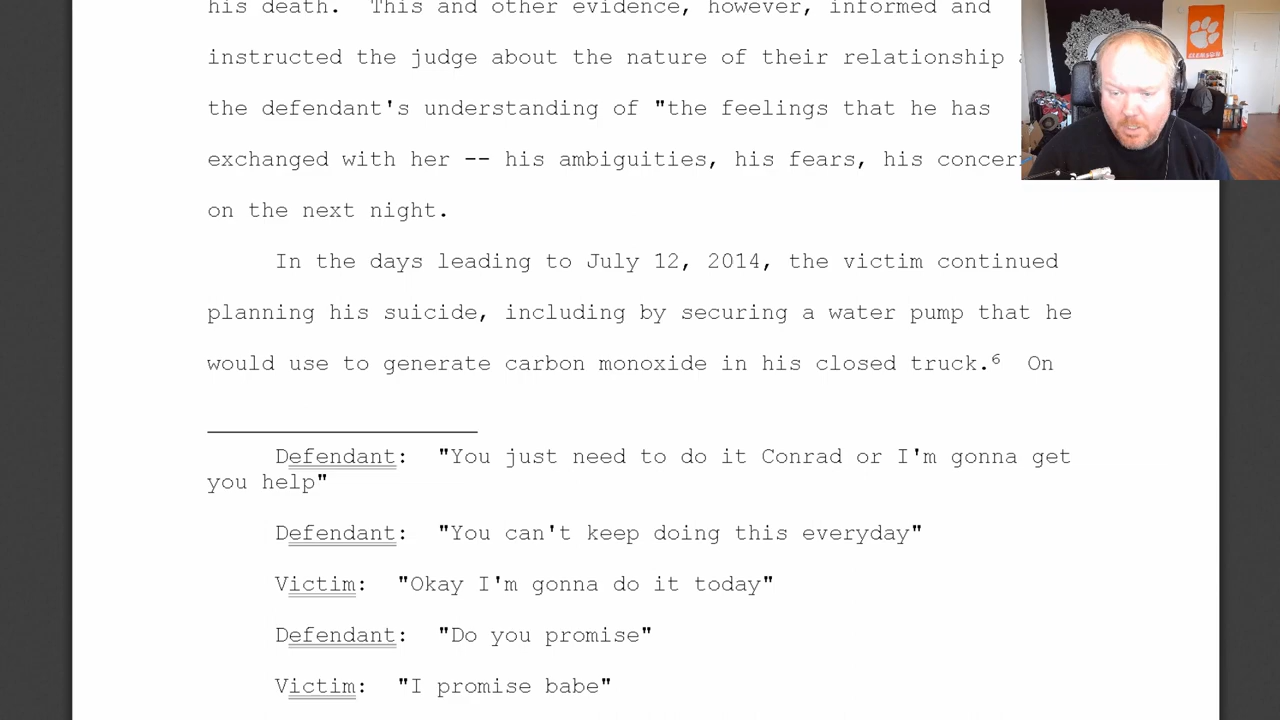 his death. This and other evidence, however, informed and
instructed the judge about the nature of their relationship
the defendant's understanding of "the feelings that he has
exchanged with her -- his ambiguities, his fears, his concer
on the next night.
In the days leading to July 12, 2014, the victim continued
planning his suicide, including by securing a water pump that he
would use to generate carbon monoxide in his closed truck.⁶ On
Defendant: "You just need to do it Conrad or I'm gonna get
you help"
Defendant: "You can't keep doing this everyday"
Victim: "Okay I'm gonna do it today"
Defendant: "Do you promise"
Victim: "I promise babe"
CLEMSON